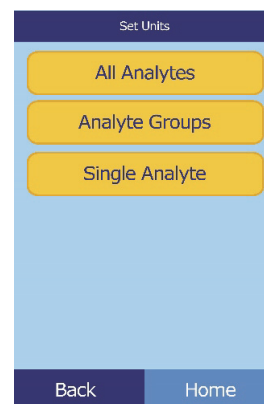 Set Units
All Analytes
Analyte Groups
Single Analyte
Back Home